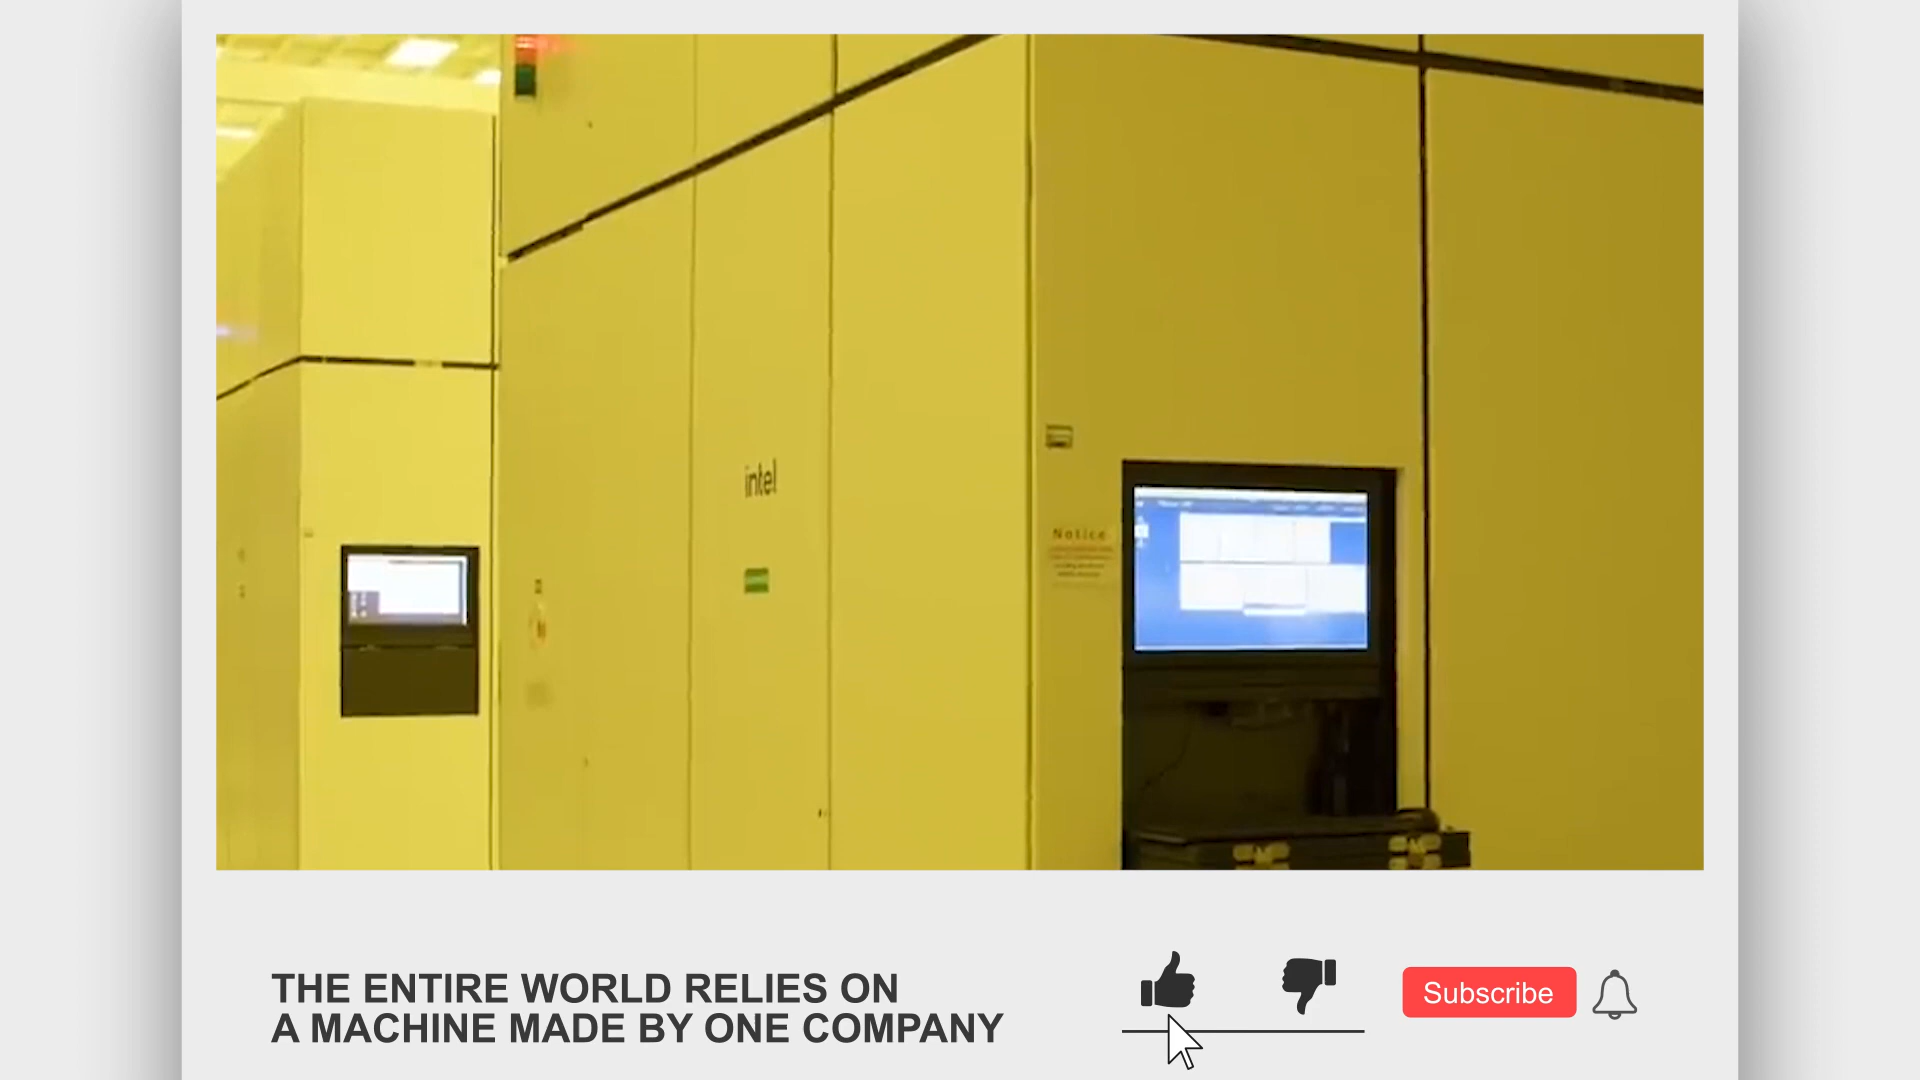 intel
Notice
THE ENTIRE WORLD RELIES ON
A MACHINE MADE BY ONE COMPANY
Subscribe